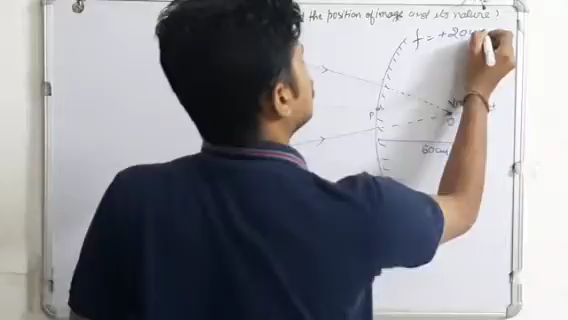 the position of image and its nature?
f = +20
P
O
60cm